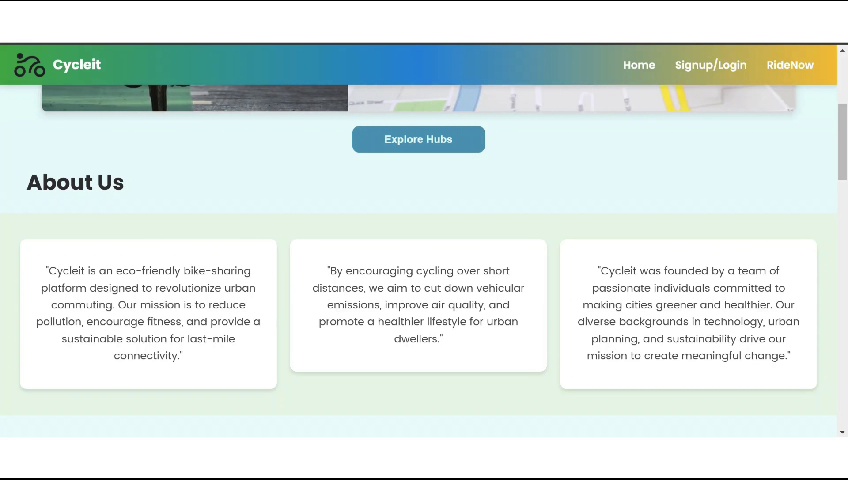 Cycleit
Home Signup/Login RideNow
Explore Hubs
About Us
"Cycleit is an eco-friendly bike-sharing
platform designed to revolutionize urban
commuting. Our mission is to reduce
pollution, encourage fitness, and provide a
sustainable solution for last-mile
connectivity."
"By encouraging cycling over short
distances, we aim to cut down vehicular
emissions, improve air quality, and
promote a healthier lifestyle for urban
dwellers."
"Cycleit was founded by a team of
passionate individuals committed to
making cities greener and healthier. Our
diverse backgrounds in technology, urban
planning, and sustainability drive our
mission to create meaningful change."